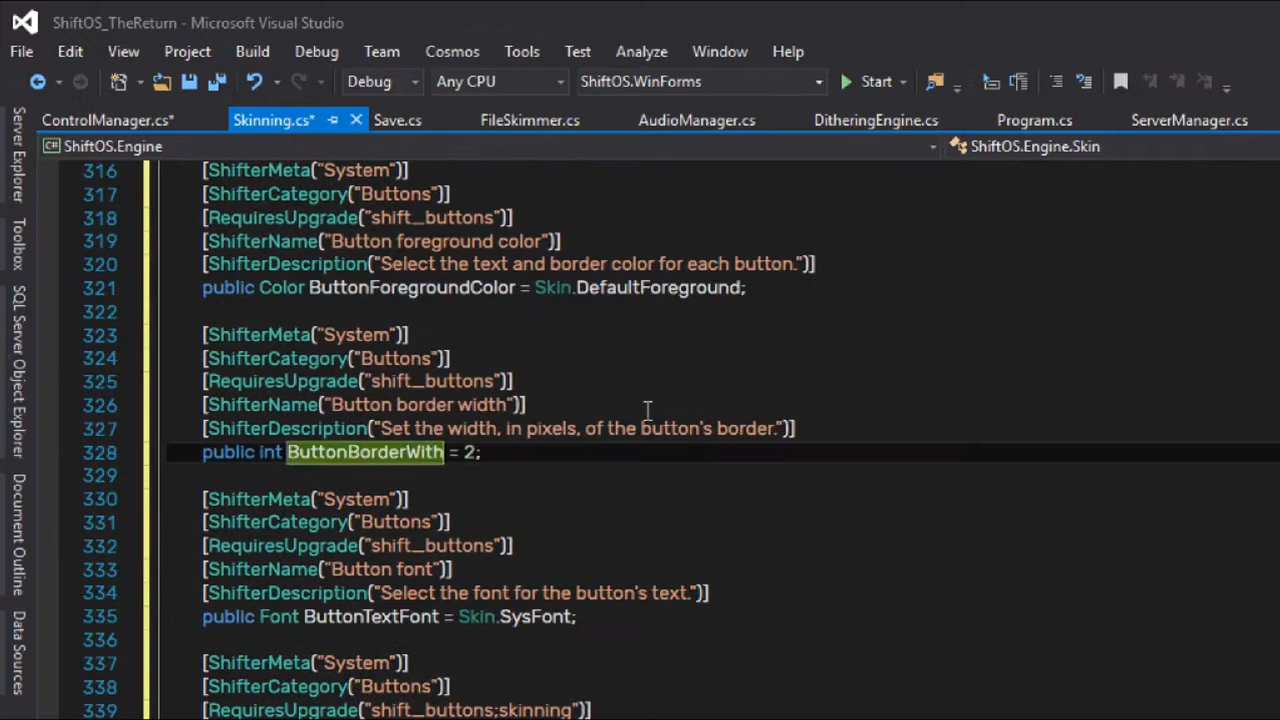 ShiftOS_TheReturn - Microsoft Visual Studio
File Edit View Project Build Debug Team Cosmos Tools Test Analyze Window Help
Debug Any CPU ShiftOS.WinForms Start
ControlManager.cs* Skinning.cs* Save.cs FileSkimmer.cs AudioManager.cs DitheringEngine.cs Program.cs ServerManager.cs
C# ShiftOS.Engine ShiftOS.Engine.Skin
Server Explorer
Toolbox
SQL Server Object Explorer
Document Outline
Data Sources
316 [ShifterMeta("System")]
317 [ShifterCategory("Buttons")]
318 [RequiresUpgrade("shift_buttons")]
319 [ShifterName("Button foreground color")]
320 [ShifterDescription("Select the text and border color for each button.")]
321 public Color ButtonForegroundColor = Skin.DefaultForeground;
322
323 [ShifterMeta("System")]
324 [ShifterCategory("Buttons")]
325 [RequiresUpgrade("shift_buttons")]
326 [ShifterName("Button border width")]
327 [ShifterDescription("Set the width, in pixels, of the button's border.")]
328 public int ButtonBorderWith = 2;
329
330 [ShifterMeta("System")]
331 [ShifterCategory("Buttons")]
332 [RequiresUpgrade("shift_buttons")]
333 [ShifterName("Button font")]
334 [ShifterDescription("Select the font for the button's text.")]
335 public Font ButtonTextFont = Skin.SysFont;
336
337 [ShifterMeta("System")]
338 [ShifterCategory("Buttons")]
339 [RequiresUpgrade("shift_buttons;skinning")]